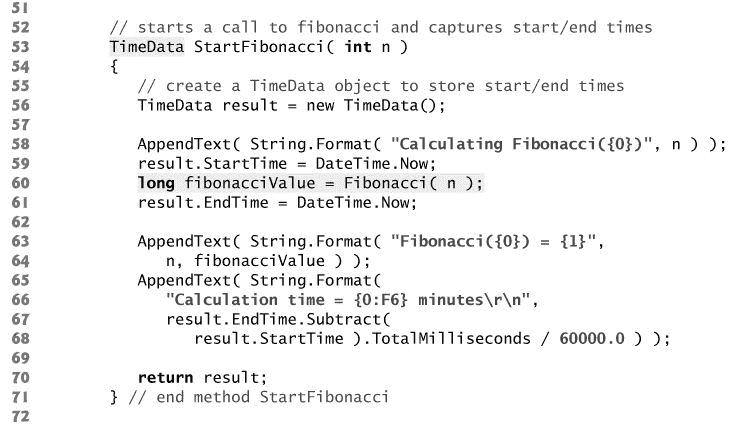 51
52 // starts a call to fibonacci and captures start/end times
53 TimeData StartFibonacci( int n )
54 {
55 // create a TimeData object to store start/end times
56 TimeData result = new TimeData();
57
58 AppendText( String.Format( "Calculating Fibonacci({0})", n ) );
59 result.StartTime = DateTime.Now;
60 long fibonacciValue = Fibonacci( n );
61 result.EndTime = DateTime.Now;
62
63 AppendText( String.Format( "Fibonacci({0}) = {1}",
64 n, fibonacciValue ) );
65 AppendText( String.Format(
66 "Calculation time = {0:F6} minutes\r\n",
67 result.EndTime.Subtract(
68 result.StartTime ).TotalMilliseconds / 60000.0 ) );
69
70 return result;
71 } // end method StartFibonacci
72